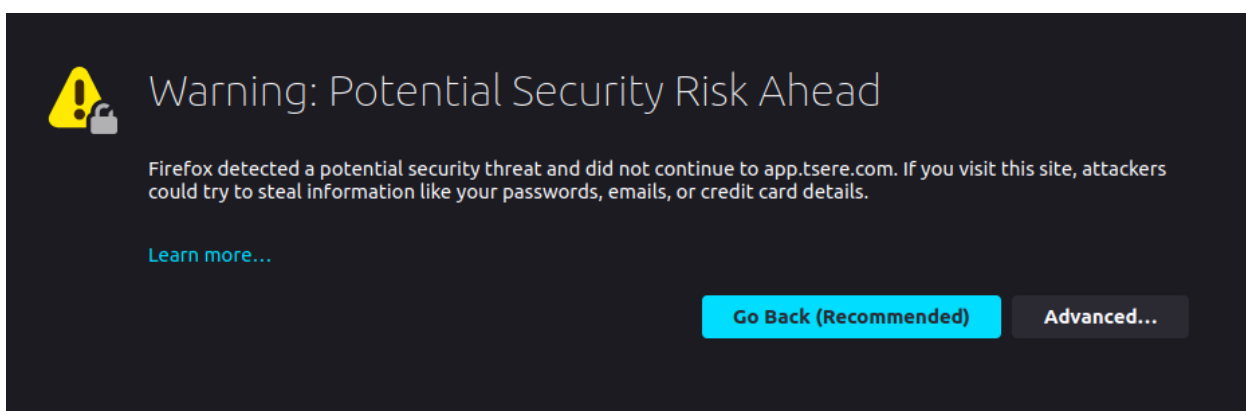 Warning: Potential Security Risk Ahead
Firefox detected a potential security threat and did not continue to app.tsere.com. If you visit this site, attackers
could try to steal information like your passwords, emails, or credit card details.
Learn more…
Go Back (Recommended)
Advanced…